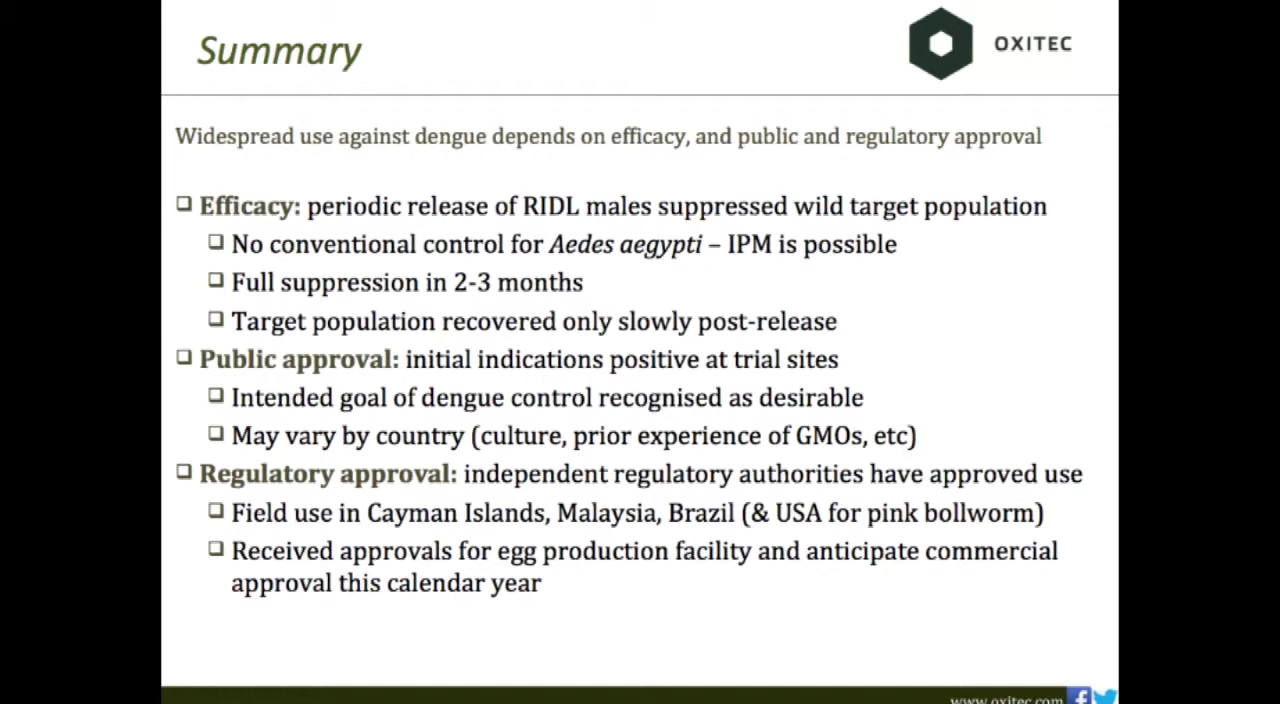 Summary
OXITEC
Widespread use against dengue depends on efficacy, and public and regulatory approval
Efficacy: periodic release of RIDL males suppressed wild target population
No conventional control for Aedes aegypti – IPM is possible
Full suppression in 2-3 months
Target population recovered only slowly post-release
Public approval: initial indications positive at trial sites
Intended goal of dengue control recognised as desirable
May vary by country (culture, prior experience of GMOs, etc)
Regulatory approval: independent regulatory authorities have approved use
Field use in Cayman Islands, Malaysia, Brazil (& USA for pink bollworm)
Received approvals for egg production facility and anticipate commercial
approval this calendar year
www.oxitec.com